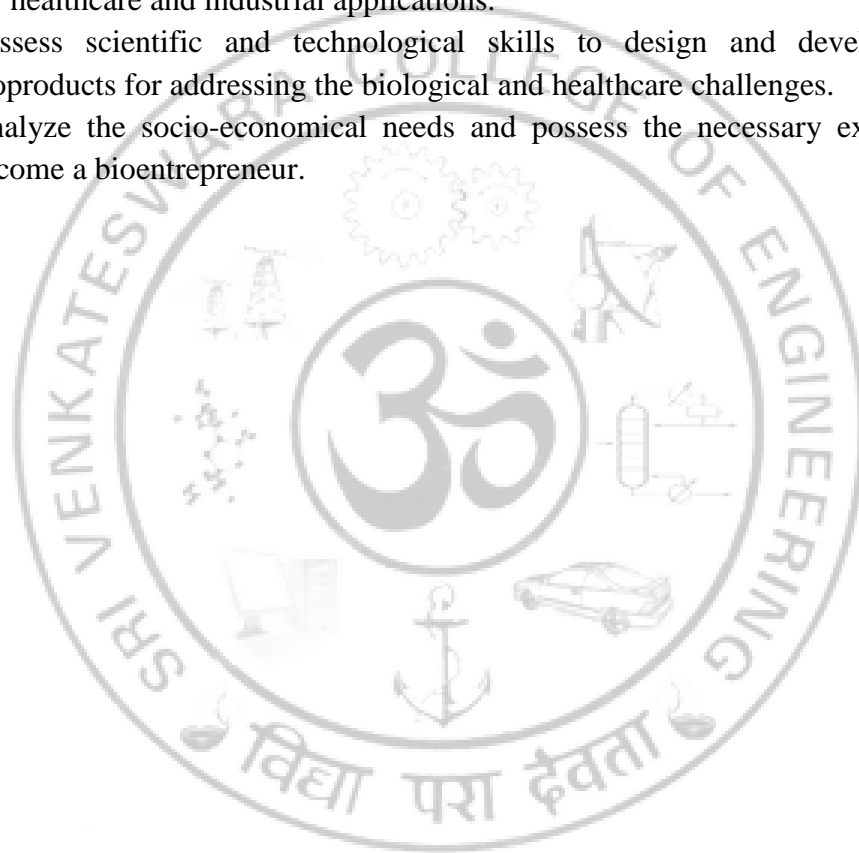 healthcare and industrial applications.
ssess scientific and technological skills to design and devel
oproducts for addressing the biological and healthcare challenges.
nalyze the socio-economical needs and possess the necessary ex
come a bioentrepreneur.
SRI VENKATESWARA COLLEGE OF ENGINEERING
ॐ
विद्या परा दैवता